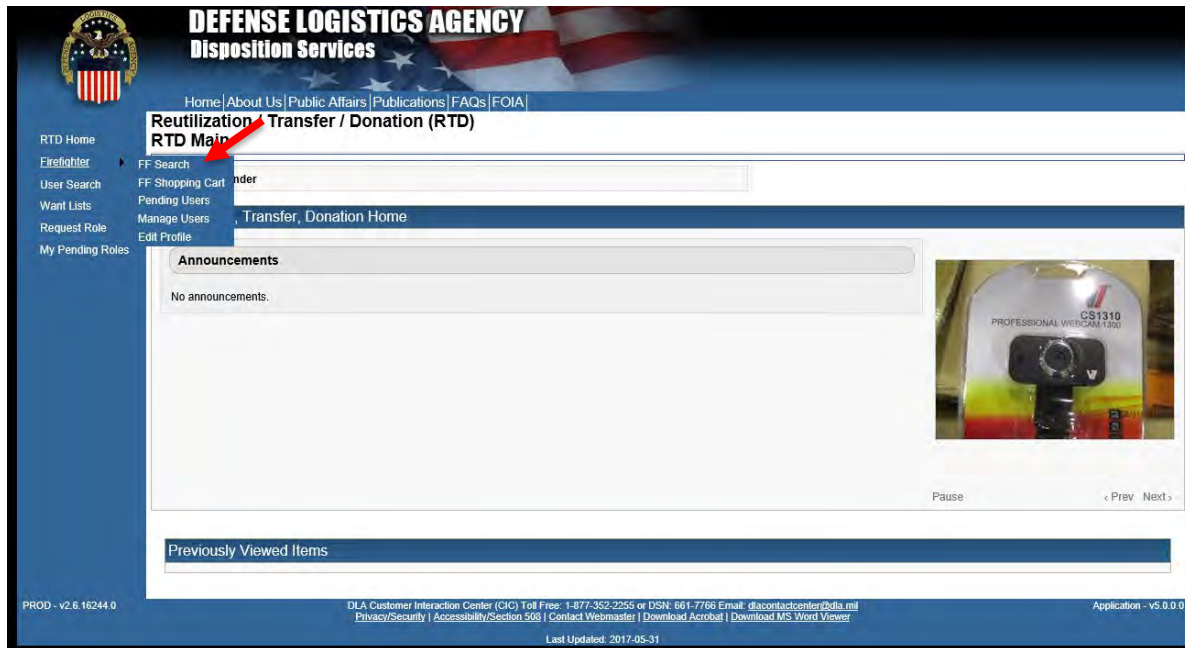 DEFENSE LOGISTICS AGENCY
Disposition Services
Home|About Us|Public Affairs|Publications|FAQs|FOIA|
Reutilization / Transfer / Donation (RTD)
RTD Main
RTD Home
Firefighter
User Search
Want Lists
Request Role
My Pending Roles
FF Search
FF Shopping Cart
Pending Users
Manage Users
Edit Profile
nder
, Transfer, Donation Home
Announcements
No announcements.
CS1310
PROFESSIONAL WEBCAM 1300
Pause
‹ Prev Next ›
Previously Viewed Items
PROD - v2.6.16244.0
DLA Customer Interaction Center (CIC) Toll Free: 1-877-352-2255 or DSN: 661-7766 Email: dlacontactcenter@dla.mil
Privacy/Security | Accessibility/Section 508 | Contact Webmaster | Download Acrobat | Download MS Word Viewer
Application - v5.0.0.0
Last Updated: 2017-05-31